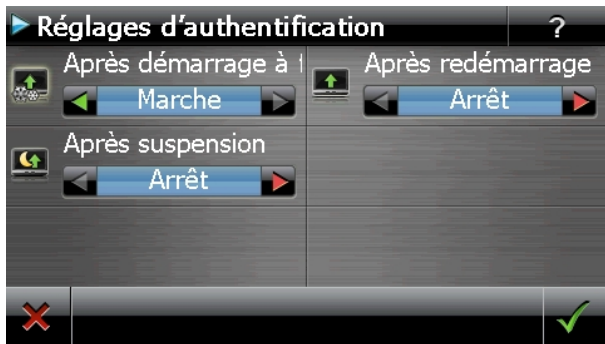 Réglages d'authentification ?
Après démarrage à
Marche
Après redémarrage
Arrêt
Après suspension
Arrêt